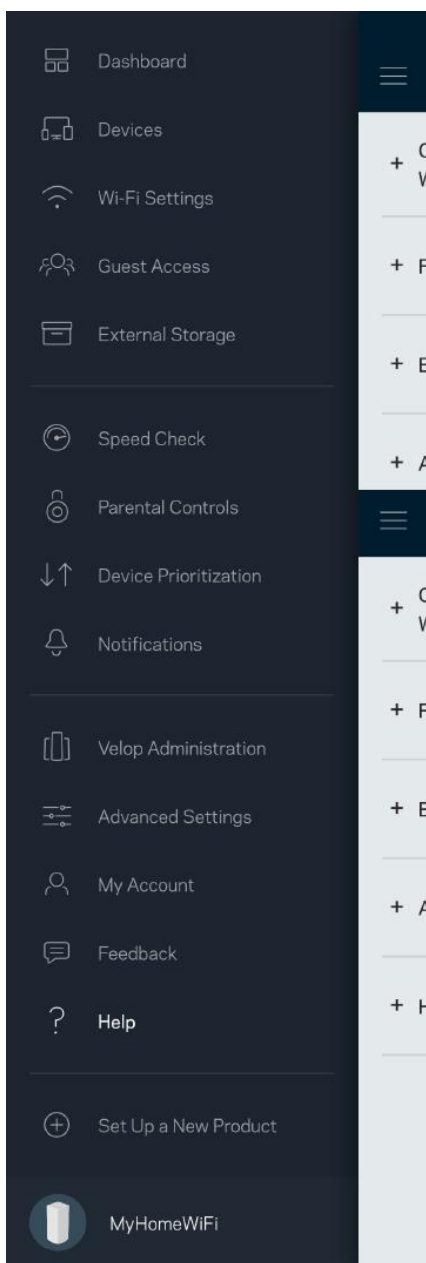 Dashboard
Devices
Wi-Fi Settings
Guest Access
External Storage
Speed Check
Parental Controls
Device Prioritization
Notifications
Velop Administration
Advanced Settings
My Account
Feedback
Help
Set Up a New Product
MyHomeWiFi